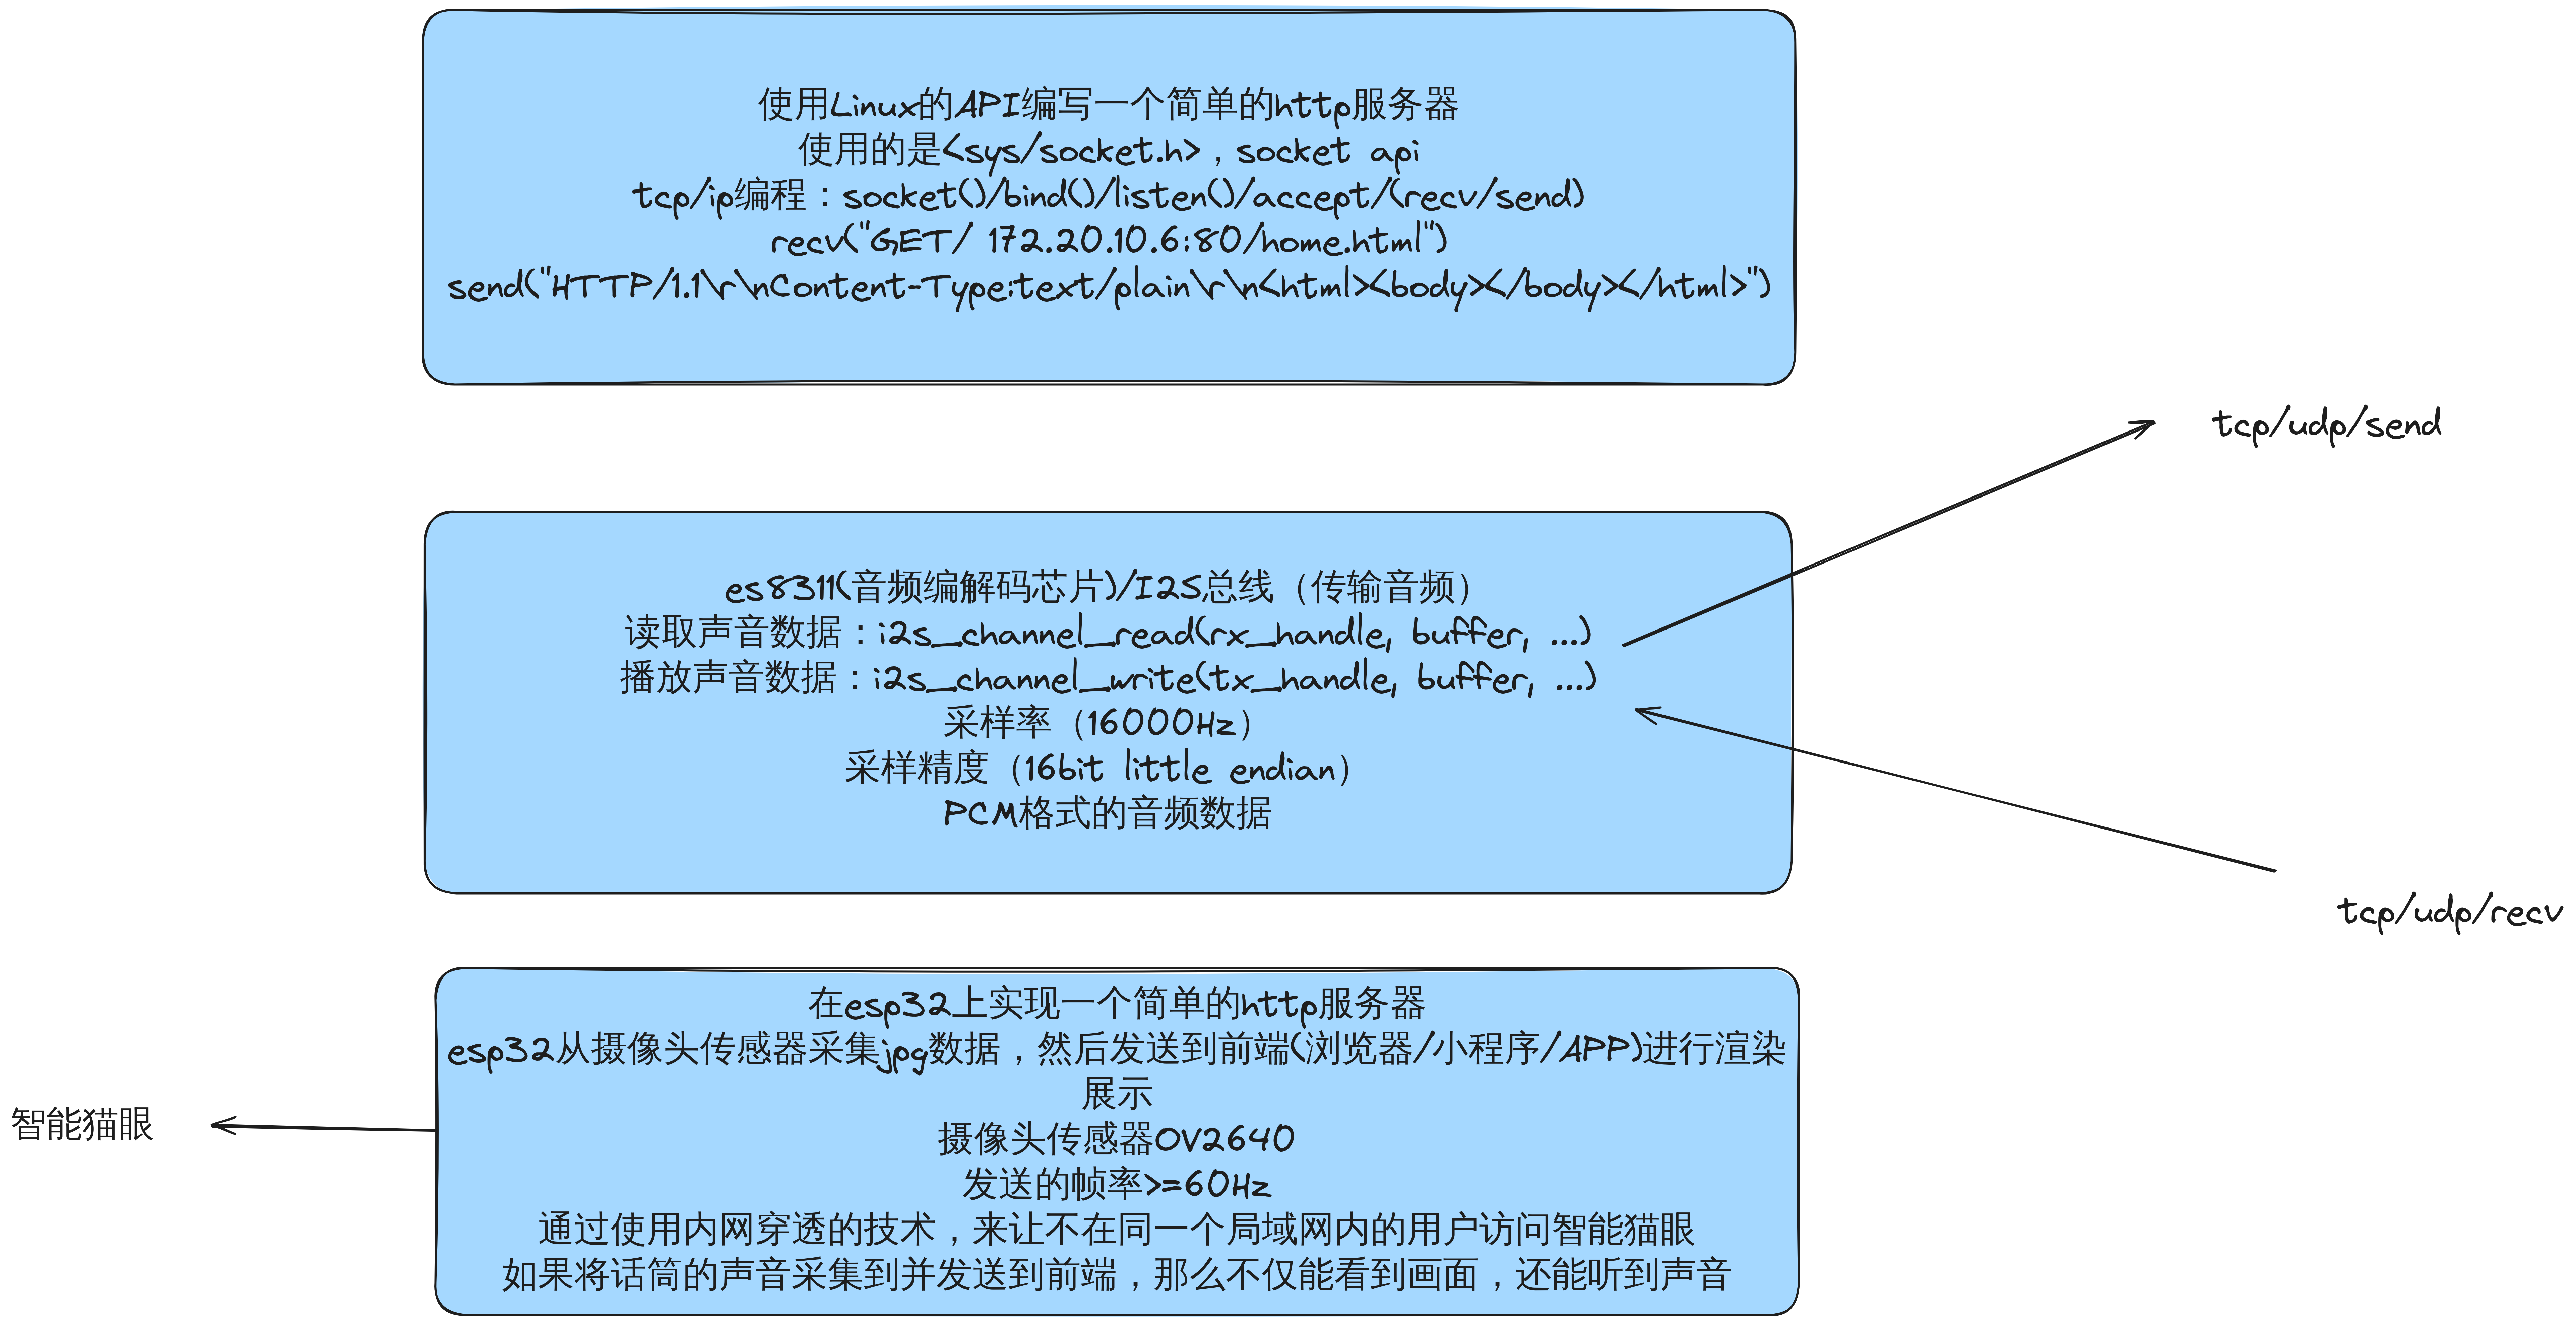 使用Linux的API编写一个简单的http服务器
使用的是<sys/socket.h>，socket api
tcp/ip编程：socket()/bind()/listen()/accept/(recv/send)
recv("GET/ 172.20.10.6:80/home.html")
send("HTTP/1.1\r\nContent-Type:text/plain\r\n<html><body></body></html>")
tcp/udp/send
es8311(音频编解码芯片)/I2S总线（传输音频）
读取声音数据：i2s_channel_read(rx_handle, buffer, ...)
播放声音数据：i2s_channel_write(tx_handle, buffer, ...)
采样率（16000Hz）
采样精度（16bit little endian）
PCM格式的音频数据
tcp/udp/recv
在esp32上实现一个简单的http服务器
esp32从摄像头传感器采集jpg数据，然后发送到前端(浏览器/小程序/APP)进行渲染
展示
摄像头传感器OV2640
发送的帧率>=60Hz
通过使用内网穿透的技术，来让不在同一个局域网内的用户访问智能猫眼
如果将话筒的声音采集到并发送到前端，那么不仅能看到画面，还能听到声音
智能猫眼